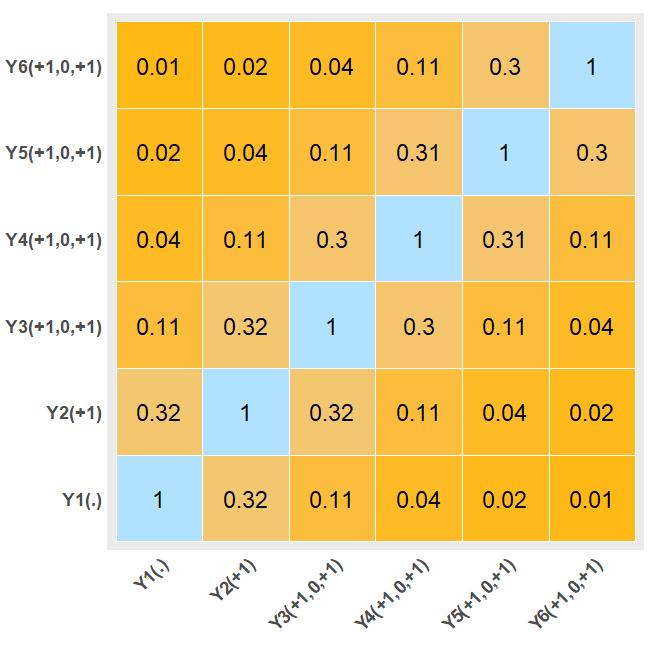 Y6(+1,0,+1) 0.01 0.02 0.04 0.11 0.3 1
Y5(+1,0,+1) 0.02 0.04 0.11 0.31 1 0.3
Y4(+1,0,+1) 0.04 0.11 0.3 1 0.31 0.11
Y3(+1,0,+1) 0.11 0.32 1 0.3 0.11 0.04
Y2(+1) 0.32 1 0.32 0.11 0.04 0.02
Y1(.) 1 0.32 0.11 0.04 0.02 0.01
Y1(.) Y2(+1) Y3(+1,0,+1) Y4(+1,0,+1) Y5(+1,0,+1) Y6(+1,0,+1)